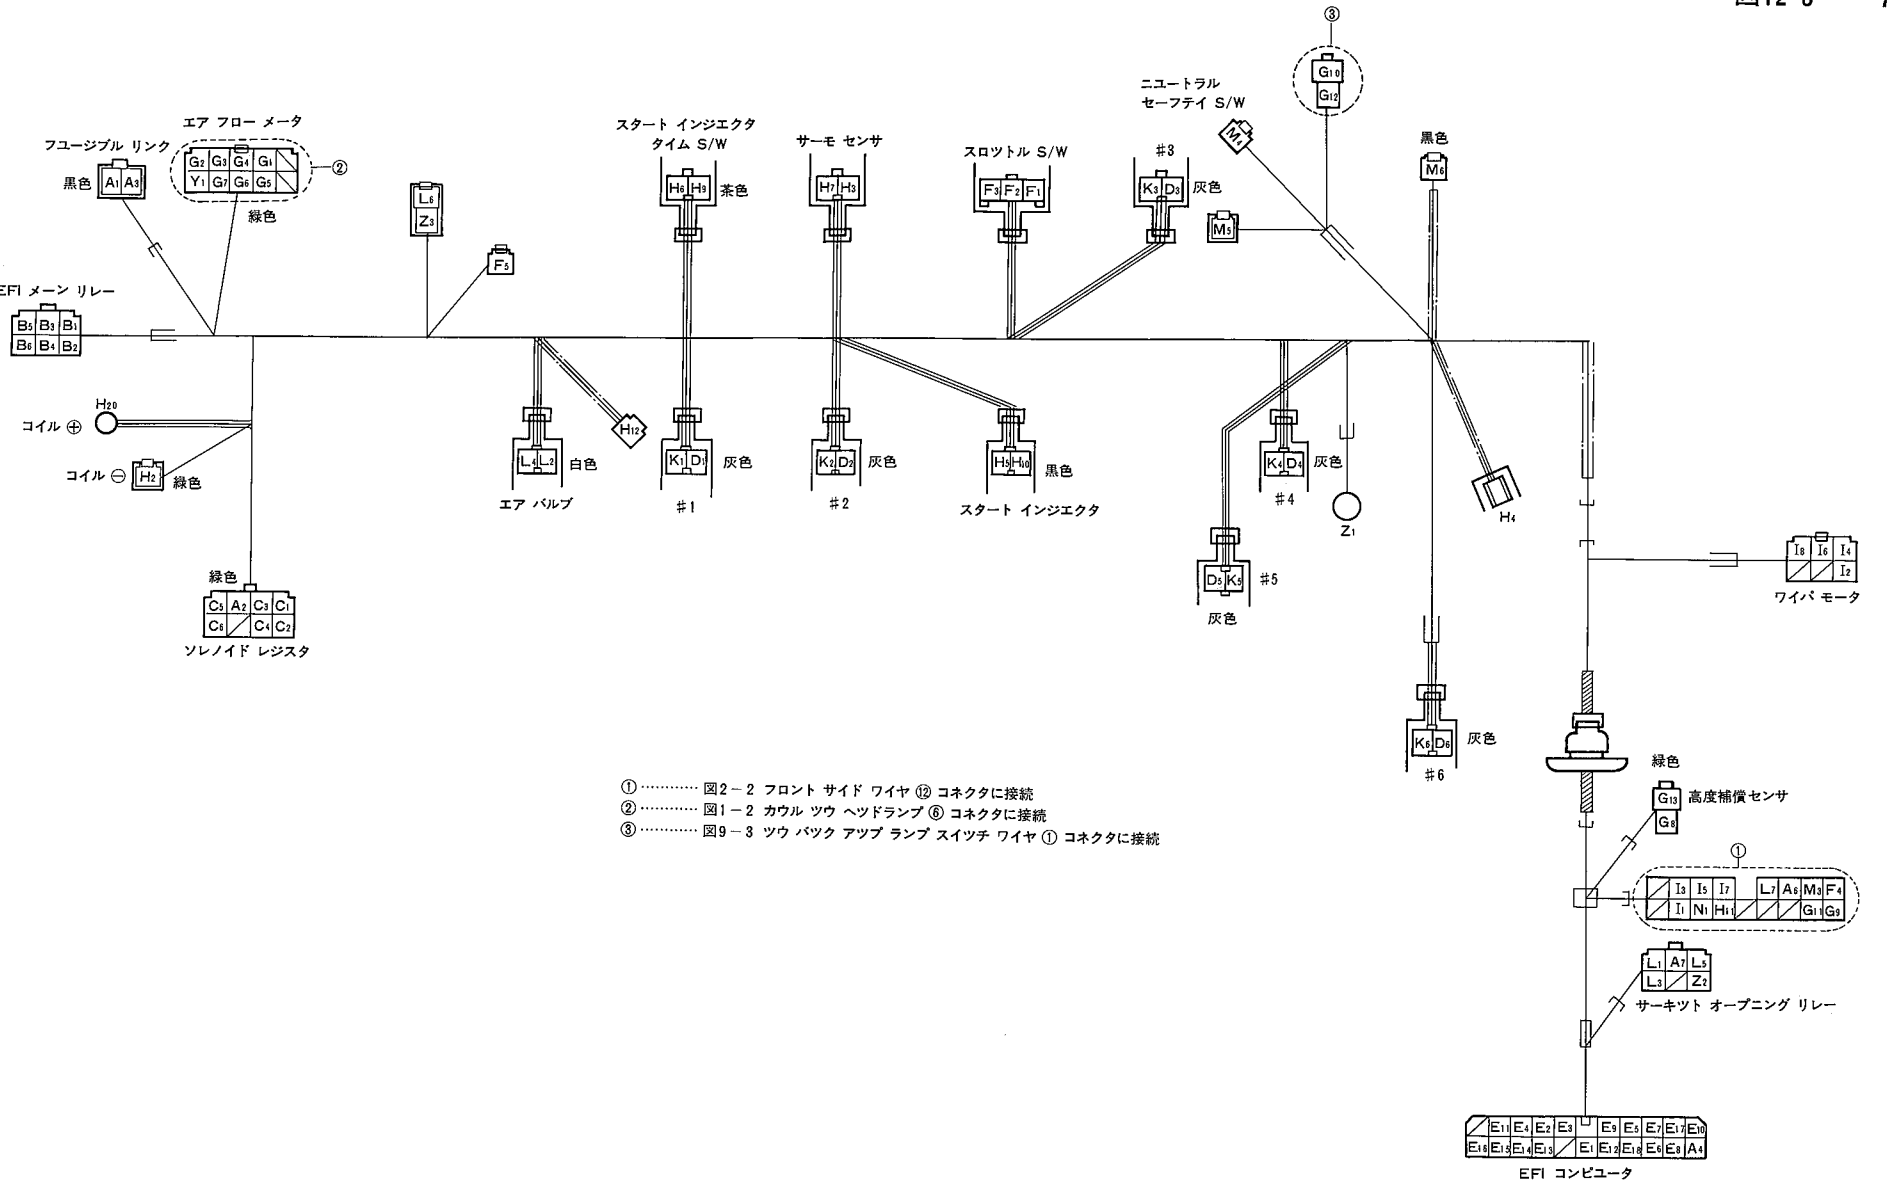 ③
G10
G12
ニユートラル
セーフテイ S/W
M4
エア フロー メータ
フユージブル リンク
黒色
A1 A3
G2 G3 G4 G1
Y1 G7 G6 G5
②
緑色
L6
Z3
F5
スタート インジエクタ
タイム S/W
H6 H9
茶色
サーモ センサ
H7 H3
スロツトル S/W
F3 F2 F1
#3
K3 D3
灰色
M5
黒色
M6
EFI メーン リレー
B5 B3 B1
B6 B4 B2
H20
コイル ⊕
コイル ⊖
H2
緑色
L4 L2
白色
エア バルブ
H12
K1 D1
灰色
#1
K2 D2
灰色
#2
H5 H10
黒色
スタート インジエクタ
K4 D4
灰色
#4
Z1
H4
D5 K5
#5
灰色
I8 I6 I4
I2
ワイパ モータ
緑色
C5 A2 C3 C1
C6 C4 C2
ソレノイド レジスタ
K6 D6
灰色
#6
① ………… 図2-2 フロント サイド ワイヤ ⑫ コネクタに接続
② ………… 図1-2 カウル ツウ ヘツドランプ ⑥ コネクタに接続
③ ………… 図9-3 ツウ バツク アツプ ランプ スイツチ ワイヤ ① コネクタに接続
緑色
G13
G8
高度補償センサ
①
I3 I5 I7 L7 A6 M3 F4
I1 N1 H11 G11 G9
L1 A7 L5
L3 Z2
サーキツト オープニング リレー
E11 E4 E2 E3 E9 E5 E7 E17 E10
E16 E15 E14 E13 E1 E12 E18 E6 E8 A4
EFI コンピユータ